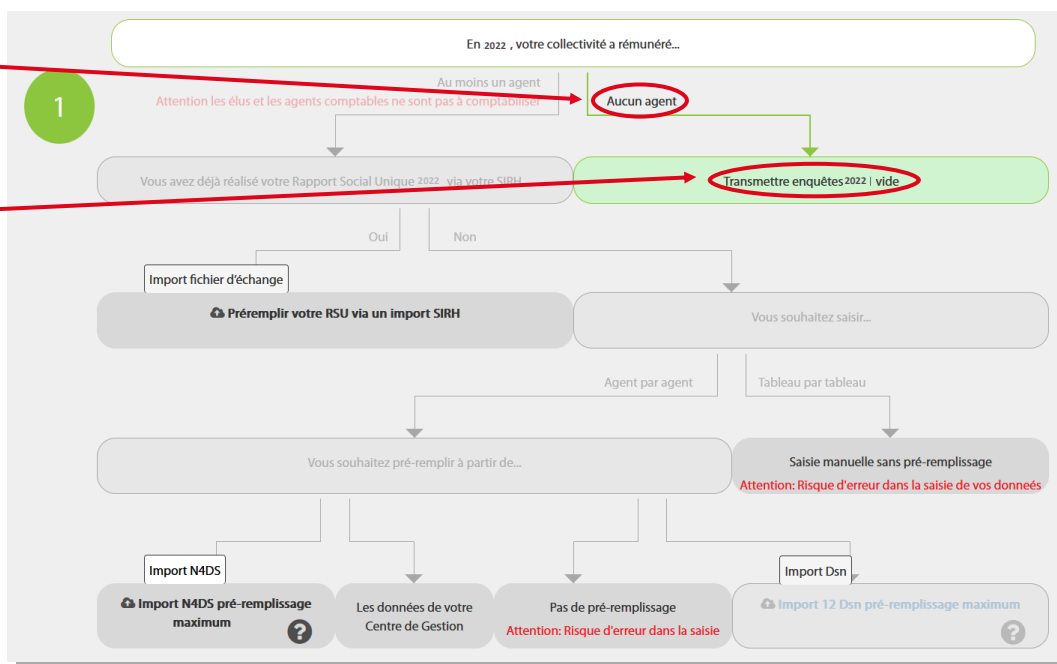 En 2022 , votre collectivité a rémunéré...
1
Au moins un agent
Attention les élus et les agents comptables ne sont pas à comptabiliser
Aucun agent
Vous avez déjà réalisé votre Rapport Social Unique 2022 via votre SIRH
Transmettre enquêtes 2022 | vide
Oui
Non
Import fichier d'échange
Préremplir votre RSU via un import SIRH
Vous souhaitez saisir...
Agent par agent
Tableau par tableau
Vous souhaitez pré-remplir à partir de...
Saisie manuelle sans pré-remplissage
Attention: Risque d'erreur dans la saisie de vos donneés
Import N4DS
Import Dsn
Import N4DS pré-remplissage
maximum
?
Les données de votre
Centre de Gestion
Pas de pré-remplissage
Attention: Risque d'erreur dans la saisie
Import 12 Dsn pré-remplissage maximum
?